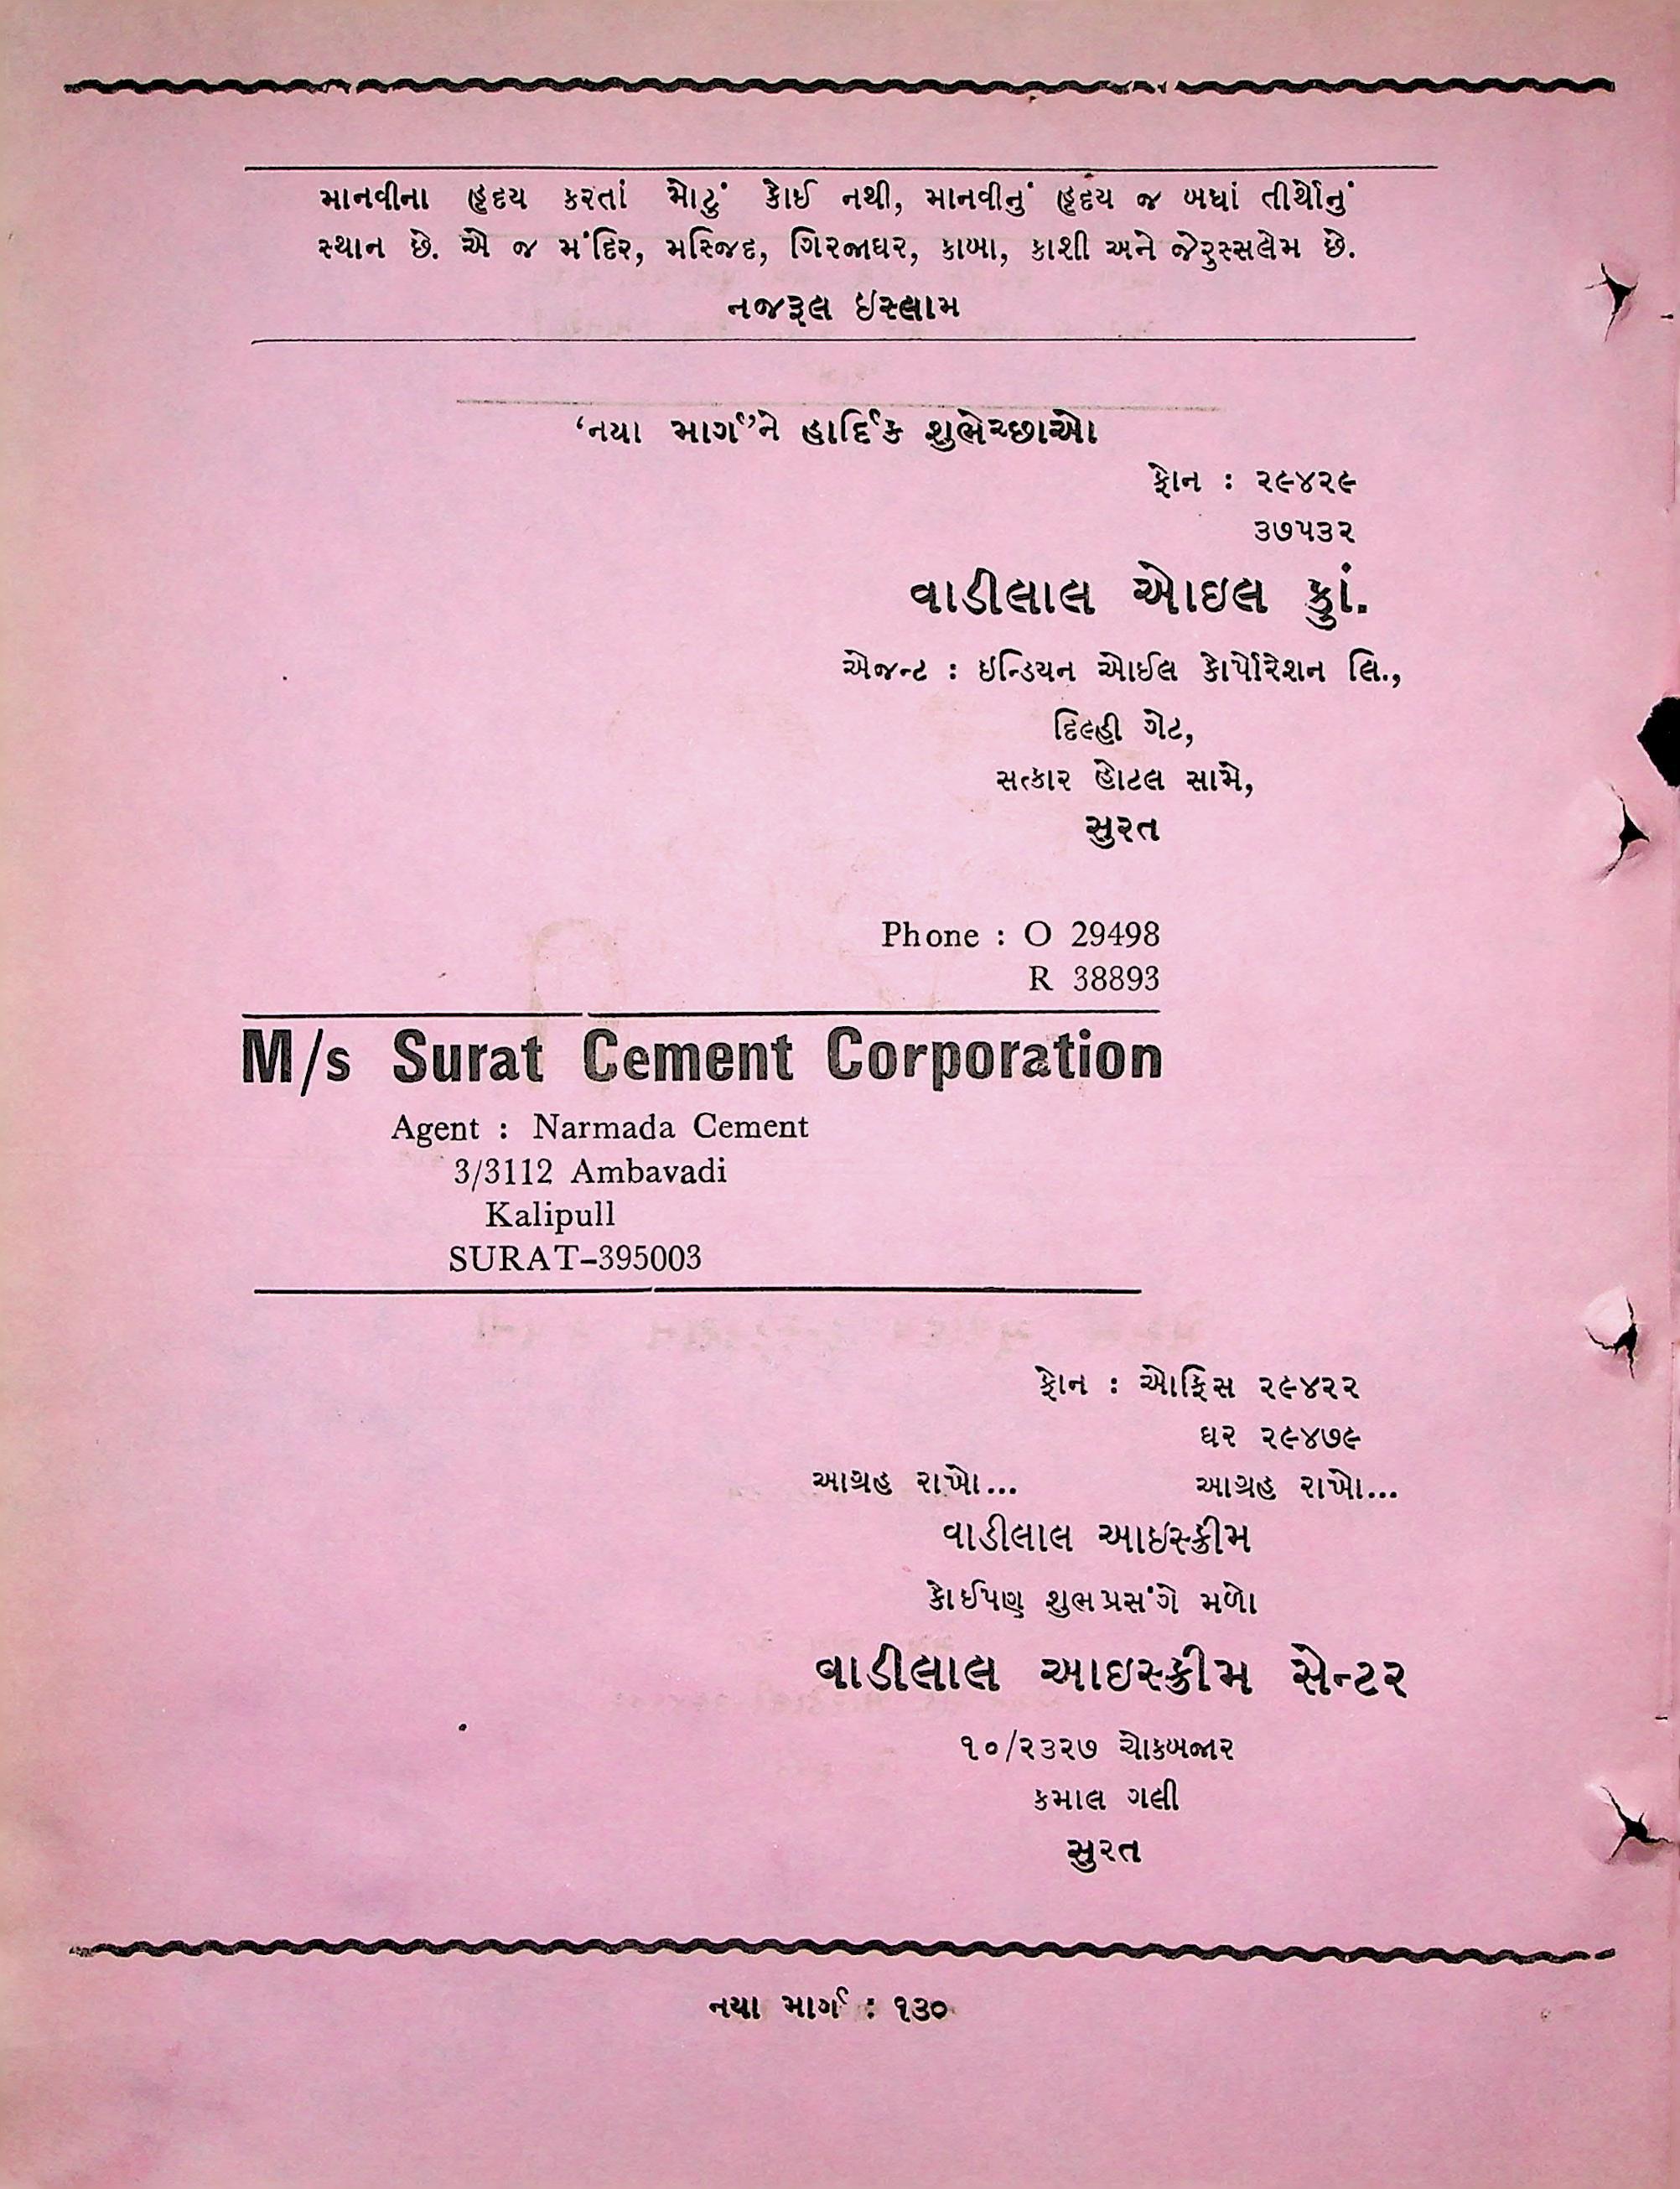 માનવીના હૃદય કરતાં મોટું કોઈ નથી, માનવીનું હૃદય જ બધાં તીર્થોનું
સ્થાન છે. એ જ મંદિર, મસ્જિદ, ગિરજાઘર, કાબા, કાશી અને જેરુસ્સલેમ છે.
નજરૂલ ઇસ્લામ
‘નયા માર્ગ’ને હાર્દિક શુભેચ્છાઓ
ફોન : ૨૯૪૨૯
૩૭૫૩૨
વાડીલાલ ઓઇલ કું.
એજન્ટ : ઇન્ડિયન ઓઈલ કોર્પોરેશન લિ.,
દિલ્હી ગેટ,
સત્કાર હોટલ સામે,
સુરત
Phone : O 29498
R 38893
M/s Surat Cement Corporation
Agent : Narmada Cement
3/3112 Ambavadi
Kalipull
SURAT-395003
ફોન : ઓફિસ ૨૯૪૨૨
ઘર ૨૯૪૭૯
આગ્રહ રાખો... આગ્રહ રાખો...
વાડીલાલ આઇસ્ક્રીમ
કોઈપણ શુભપ્રસંગે મળો
વાડીલાલ આઇસ્ક્રીમ સેન્ટર
૧૦/૨૩૨૭ ચોકબજાર
કમાલ ગલી
સુરત
નયા માર્ગ : ૧૩૦